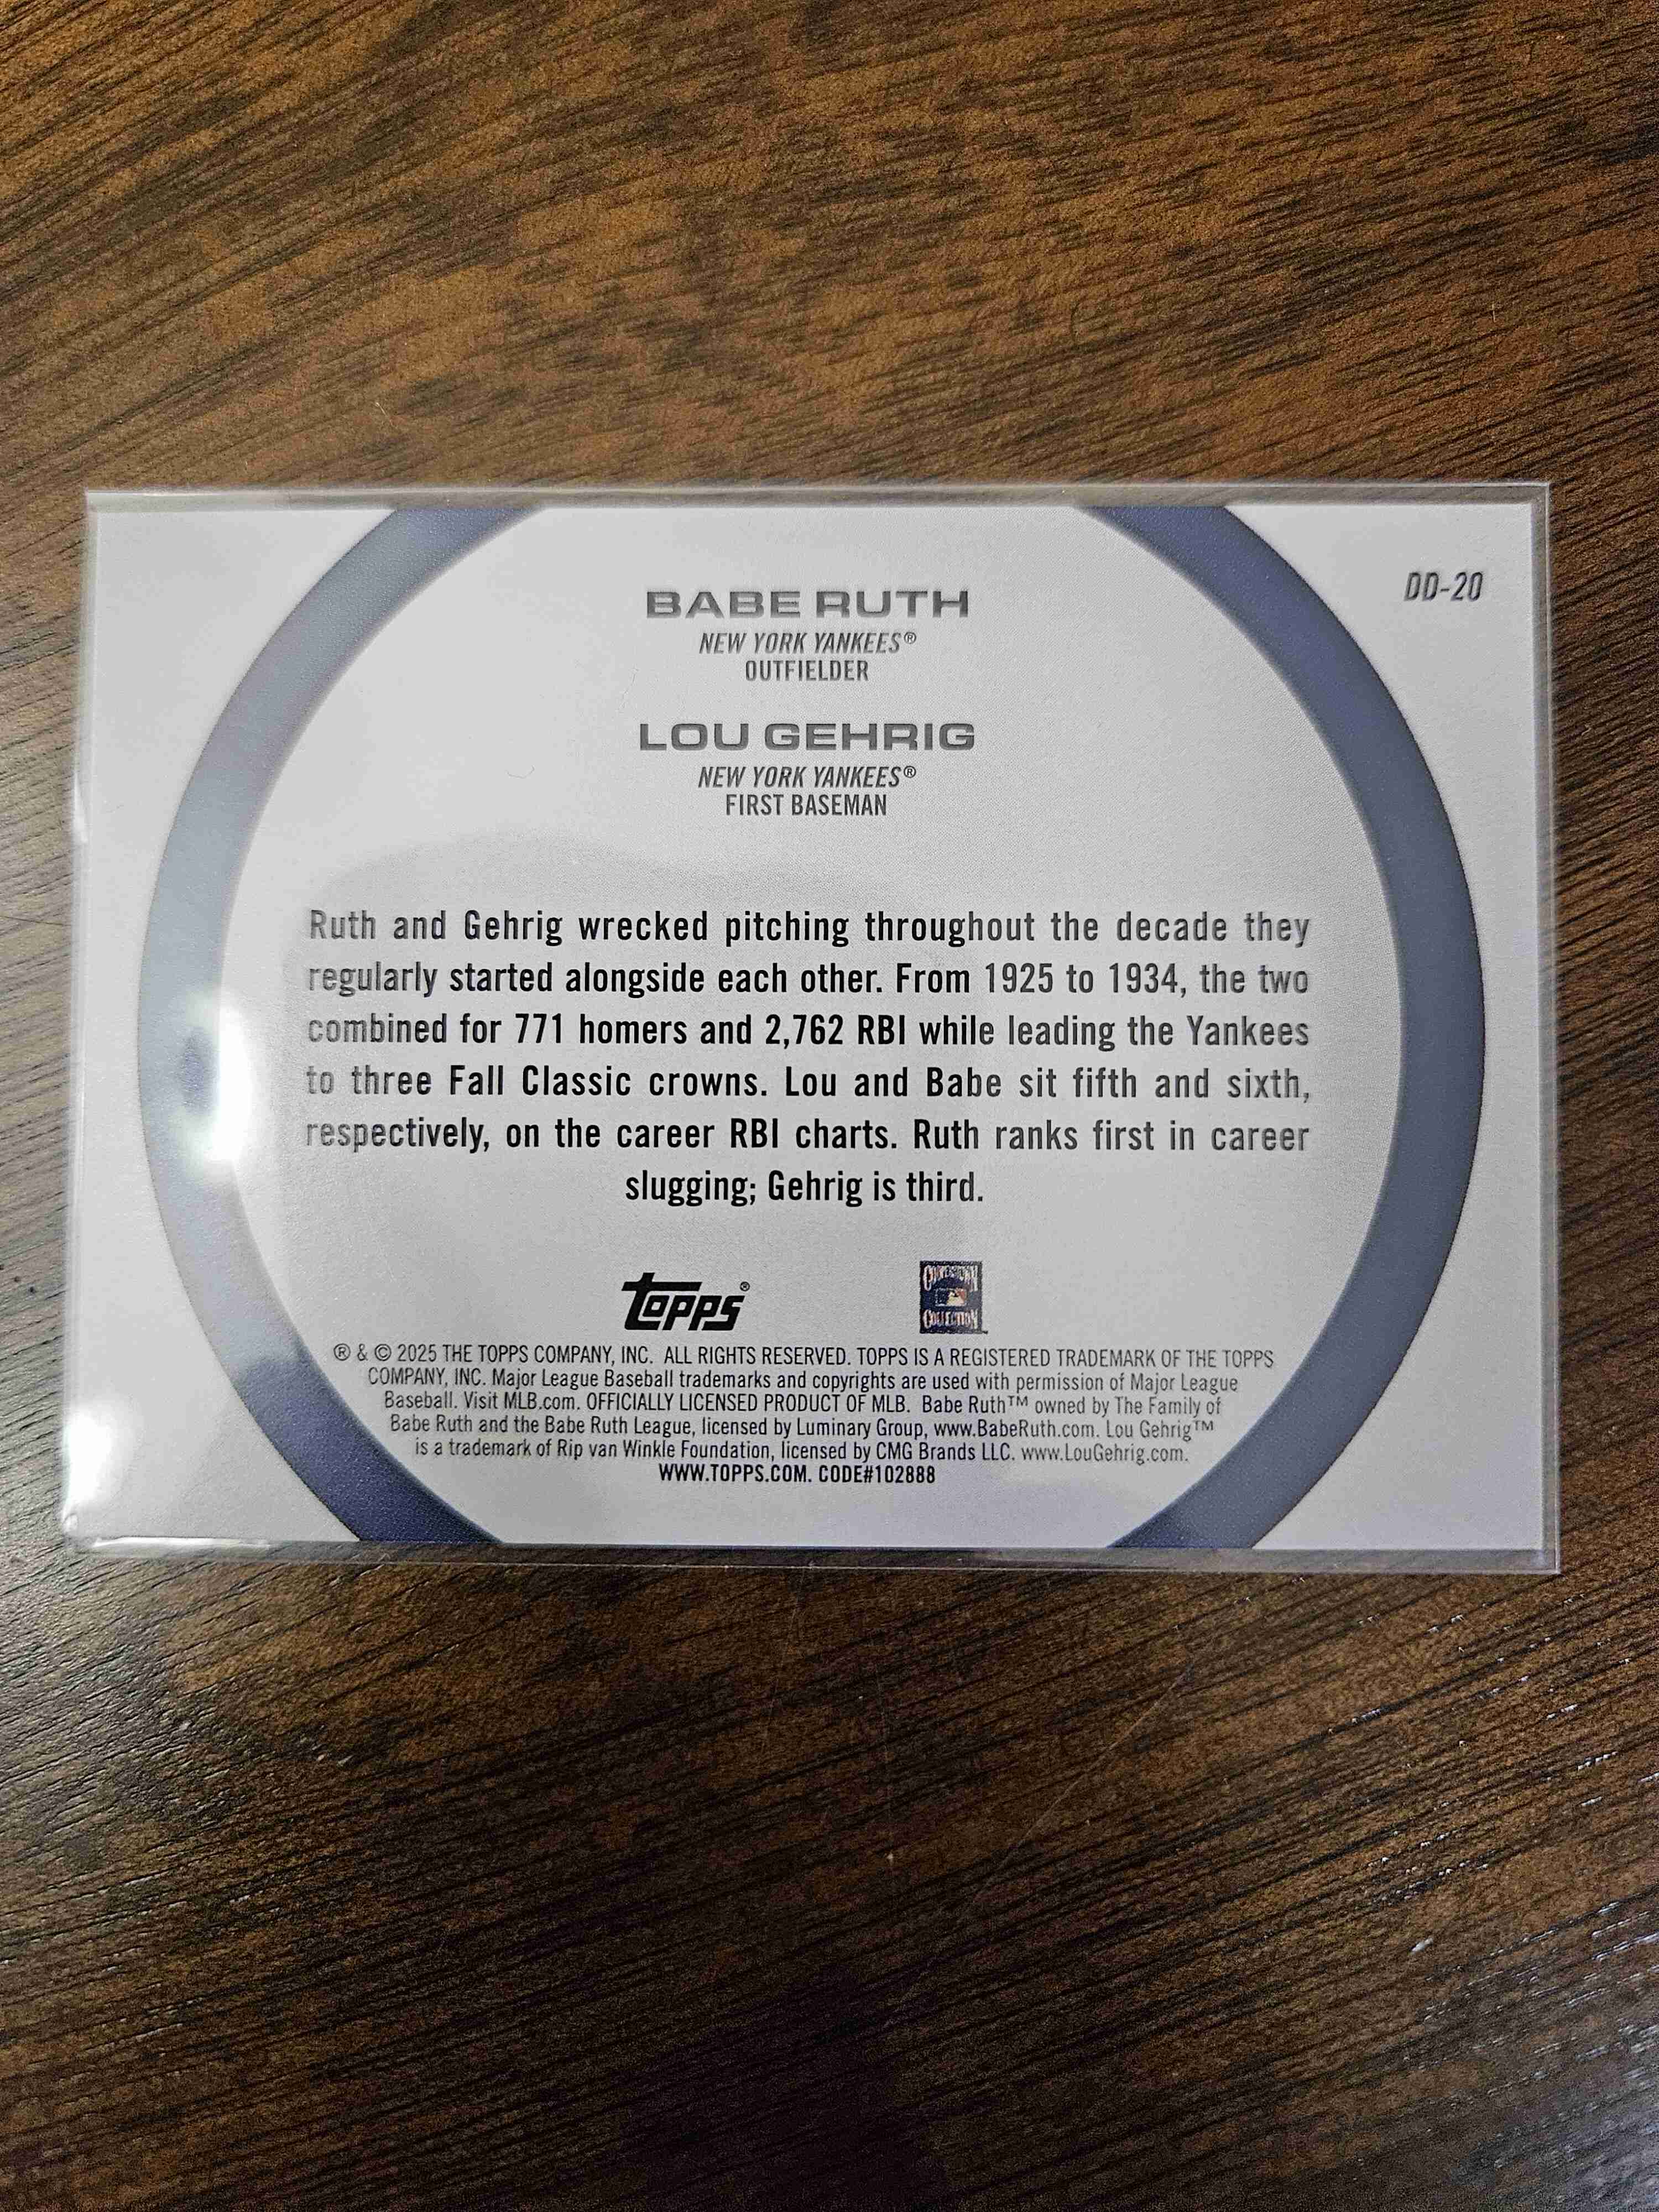 DD-20
BABE RUTH
NEW YORK YANKEES®
OUTFIELDER
LOU GEHRIG
NEW YORK YANKEES®
FIRST BASEMAN
Ruth and Gehrig wrecked pitching throughout the decade they
regularly started alongside each other. From 1925 to 1934, the two
combined for 771 homers and 2,762 RBI while leading the Yankees
to three Fall Classic crowns. Lou and Babe sit fifth and sixth,
respectively, on the career RBI charts. Ruth ranks first in career
slugging; Gehrig is third.
topps®
COLLECTION
® & © 2025 THE TOPPS COMPANY, INC. ALL RIGHTS RESERVED. TOPPS IS A REGISTERED TRADEMARK OF THE TOPPS
COMPANY, INC. Major League Baseball trademarks and copyrights are used with permission of Major League
Baseball. Visit MLB.com. OFFICIALLY LICENSED PRODUCT OF MLB. Babe Ruth™ owned by The Family of
Babe Ruth and the Babe Ruth League, licensed by Luminary Group, www.BabeRuth.com. Lou Gehrig™
is a trademark of Rip van Winkle Foundation, licensed by CMG Brands LLC. www.LouGehrig.com.
WWW.TOPPS.COM. CODE#102888